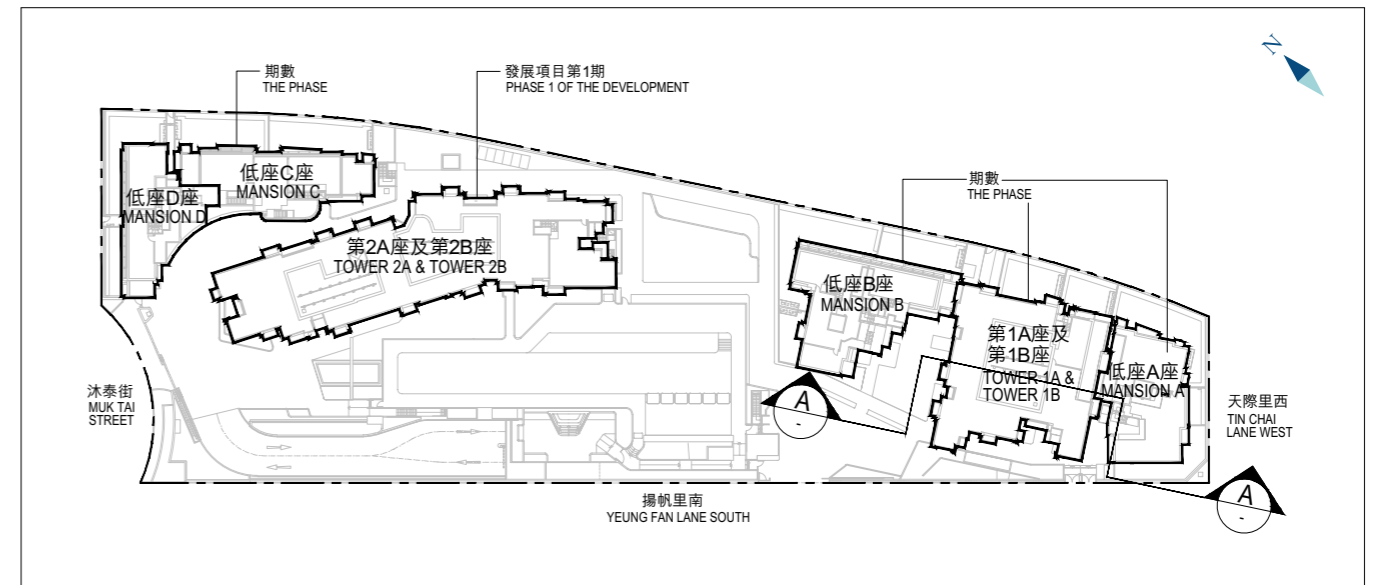 N
期數
THE PHASE
發展項目第1期
PHASE 1 OF THE DEVELOPMENT
低座C座
MANSION C
低座D座
MANSION D
期數
THE PHASE
第2A座及第2B座
TOWER 2A & TOWER 2B
低座B座
MANSION B
第1A座及
第1B座
TOWER 1A &
TOWER 1B
低座A座
MANSION A
沐泰街
MUK TAI
STREET
A
-
天際里西
TIN CHAI
LANE WEST
揚帆里南
YEUNG FAN LANE SOUTH
A
-